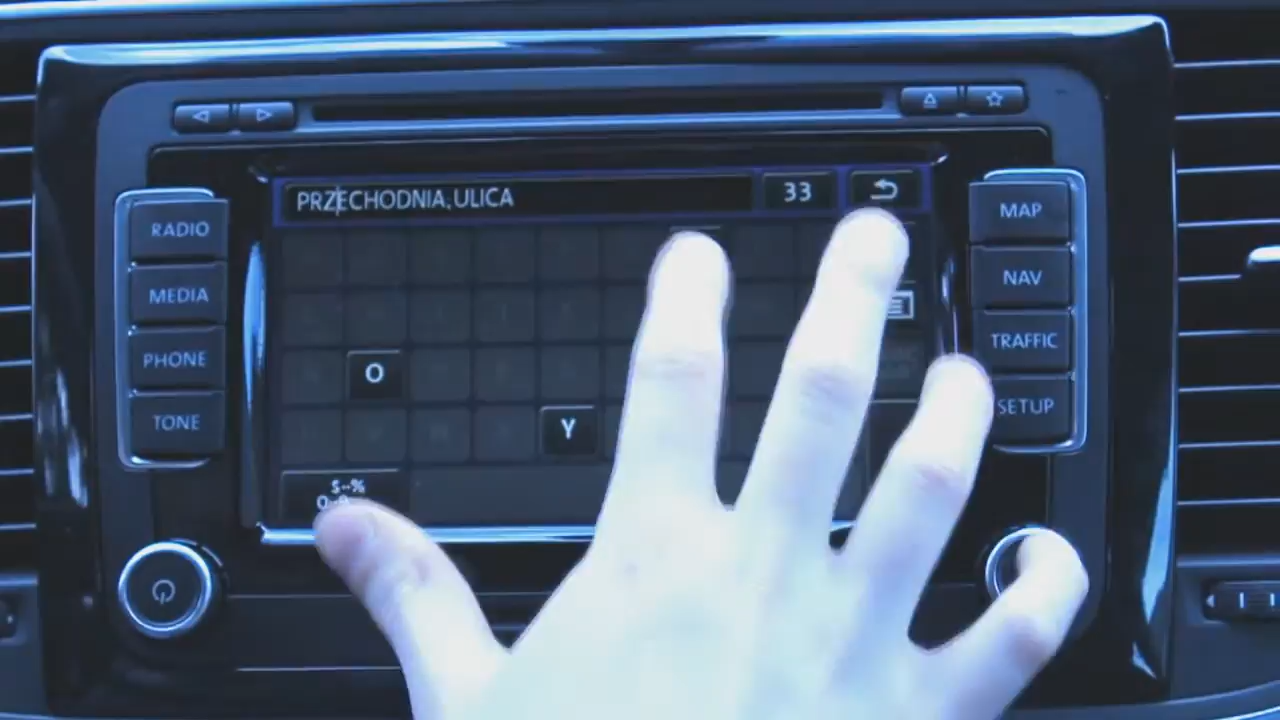 PRZECHODNIA,ULICA 33
RADIO
MEDIA
PHONE
TONE
MAP
NAV
TRAFFIC
SETUP
O
Y
$-%